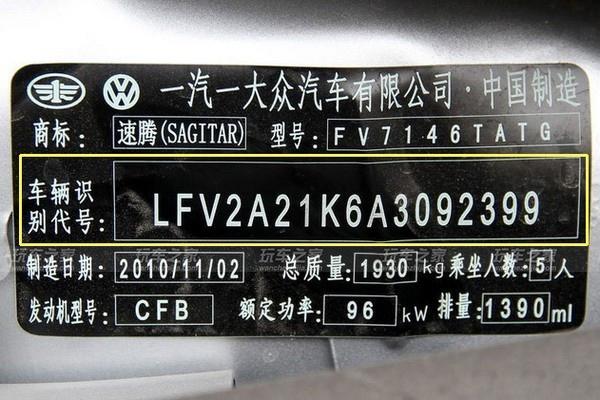 一汽一大众汽车有限公司·中国制造
商标: 速腾(SAGITAR) 型号: FV7146TATG
车辆识
别代号: LFV2A21K6A3092399
制造日期: 2010/11/02 总质量: 1930 kg 乘坐人数: 5 人
发动机型号: CFB 额定功率: 96 kW 排量: 1390 ml